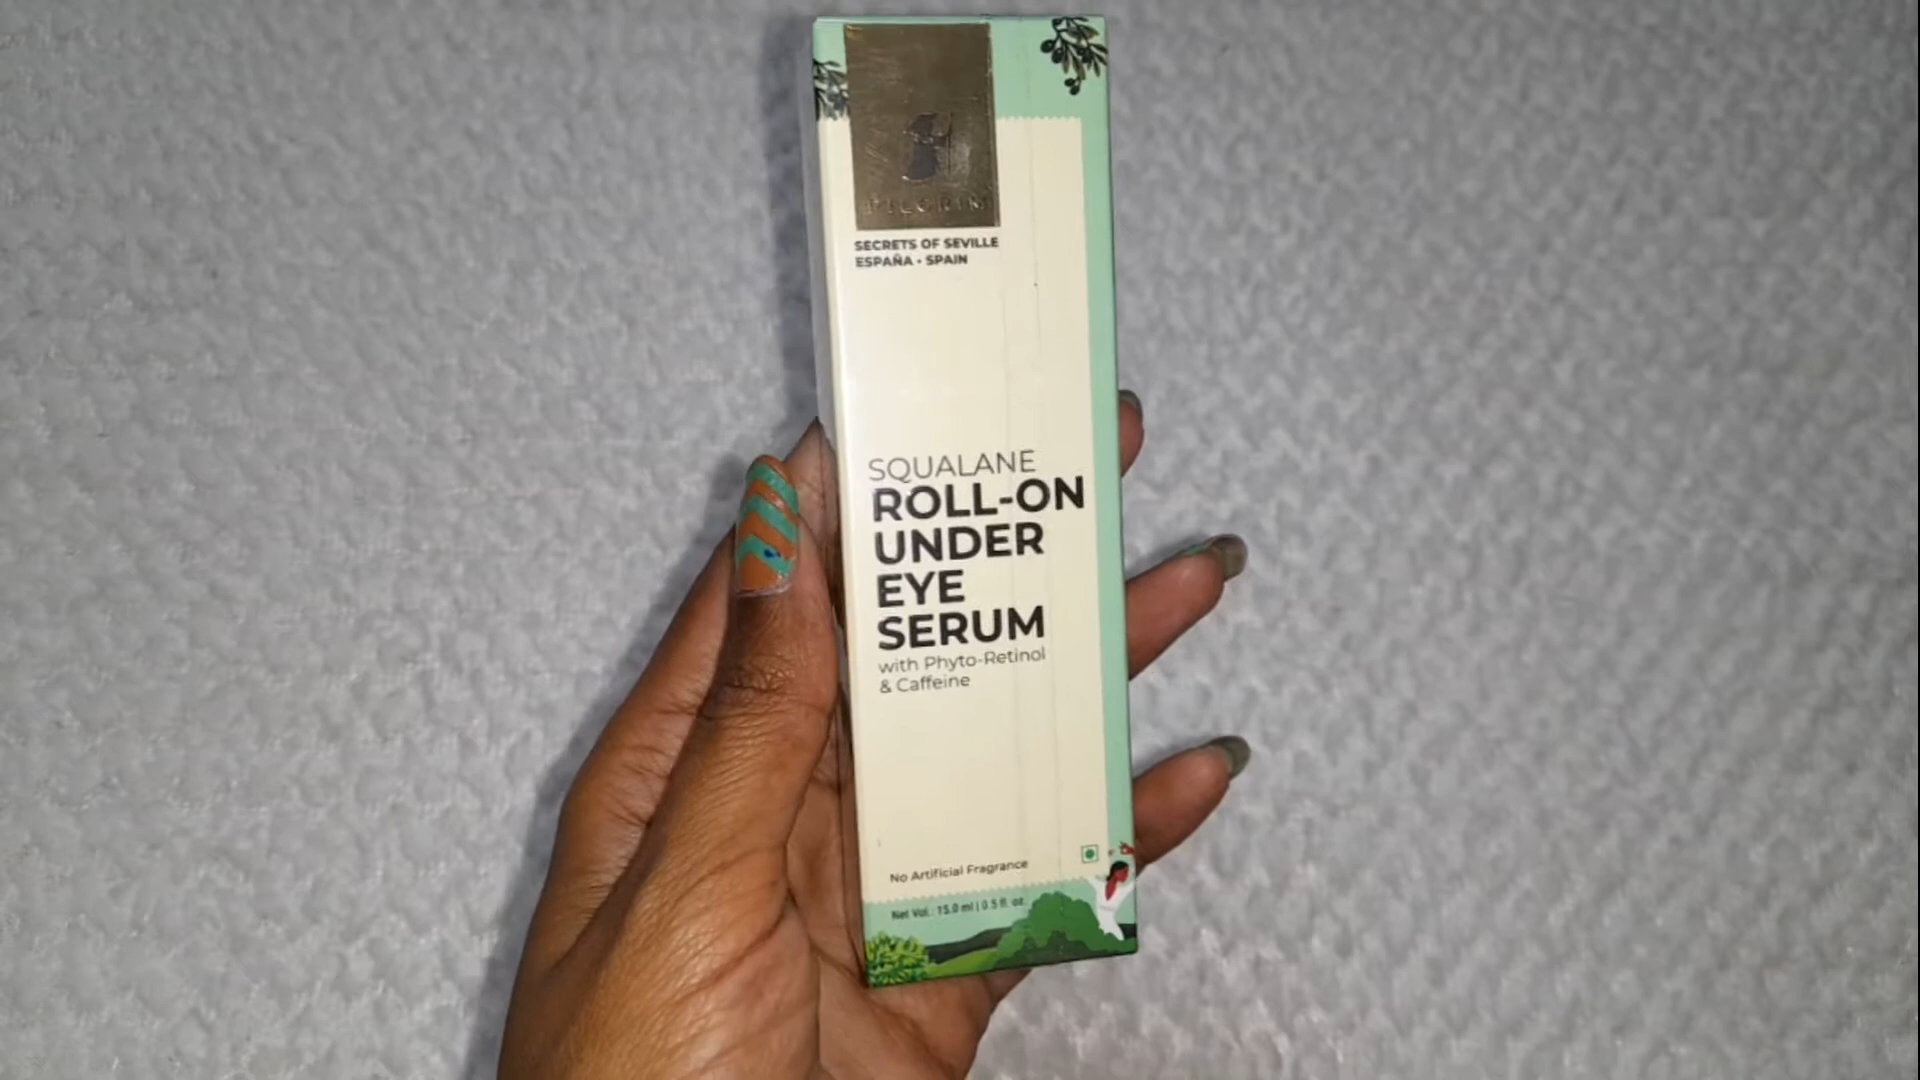 PILGRIM
SECRETS OF SEVILLE
ESPAÑA • SPAIN
SQUALANE
ROLL-ON
UNDER
EYE
SERUM
with Phyto-Retinol
& Caffeine
No Artificial Fragrance
Net Vol.: 15.0 ml | 0.5 fl. oz.